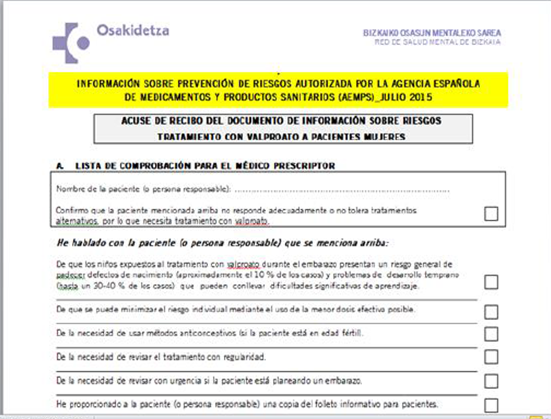 Osakidetza
BIZKAIKO OSASUN MENTALEKO SAREA
RED DE SALUD MENTAL DE BIZKAIA
INFORMACIÓN SOBRE PREVENCIÓN DE RIESGOS AUTORIZADA POR LA AGENCIA ESPAÑOLA
DE MEDICAMENTOS Y PRODUCTOS SANITARIOS (AEMPS)_JULIO 2015
ACUSE DE RECIBO DEL DOCUMENTO DE INFORMACIÓN SOBRE RIESGOS
TRATAMIENTO CON VALPROATO A PACIENTES MUJERES
A. LISTA DE COMPROBACIÓN PARA EL MÉDICO PRESCRIPTOR
Nombre de la paciente (o persona responsable): ........................................................................
Confirmo que la paciente mencionada arriba no responde adecuadamente o no tolera tratamientos
alternativos, por lo que necesita tratamiento con valproato.
He hablado con la paciente (o persona responsable) que se menciona arriba:
De que los niños expuestos al tratamiento con valproato durante el embarazo presentan un riesgo general de
padecer defectos de nacimiento (aproximadamente el 10 % de los casos) y problemas de desarrollo temprano
(hasta un 30-40 % de los casos) que pueden conllevar dificultades significativas de aprendizaje.
De que se puede minimizar el riesgo individual mediante el uso de la menor dosis efectiva posible.
De la necesidad de usar métodos anticonceptivos (si la paciente está en edad fértil).
De la necesidad de revisar el tratamiento con regularidad.
De la necesidad de revisar con urgencia si la paciente está planeando un embarazo.
He proporcionado a la paciente (o persona responsable) una copia del folleto informativo para pacientes.